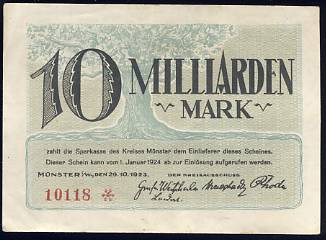 10 MILLIARDEN
MARK
zahlt die Sparkasse des Kreises Münster dem Einlieferer dieses Scheines.
Dieser Schein kann vom 1. Januar 1924 ab zur Einlösung aufgerufen werden.
MÜNSTER i/W., DEN 26.10.1923. DER KREISAUSSCHUSS
10118